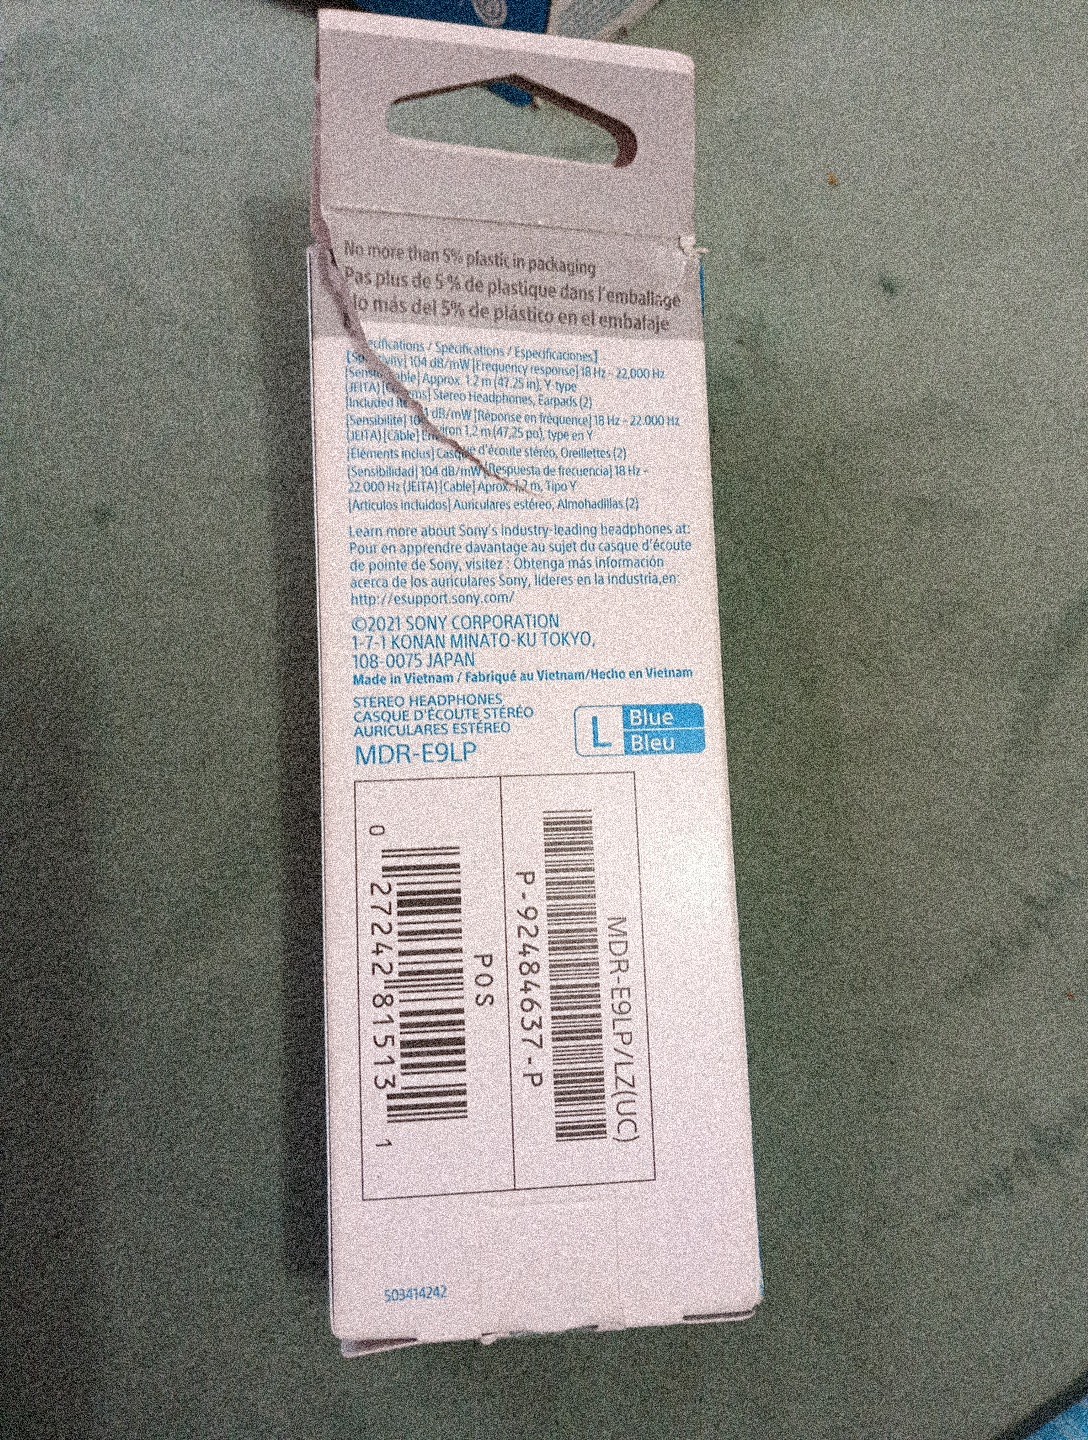 No more than 5% plastic in packaging
Pas plus de 5 % de plastique dans l'emballage
lo más del 5% de plástico en el embalaje
ecifications / Spécifications / Especificaciones]
104 dB/mW [Frequency response] 18 Hz - 22,000 Hz
Approx. 1.2 m (47.25 in), Y type
(JEITA) Stereo Headphones, Earpads (2)
[Included
[Sensibilité] dB/mW [Réponse en fréquence] 18 Hz - 22.000 Hz
(JEITA) [Câble] Environ 1,2 m (47,25 po), type en Y
[Éléments inclus] Casque d'écoute stéréo, Oreillettes (2)
[Sensibilidad] 104 dB/mW [Respuesta de frecuencia] 18 Hz -
22.000 Hz (JEITA) [Cable] Aprox. 1,2 m, Tipo Y
[Artículos incluidos] Auriculares estéreo, Almohadillas (2)
Learn more about Sony's industry-leading headphones at:
Pour en apprendre davantage au sujet du casque d'écoute
de pointe de Sony, visitez : Obtenga más información
acerca de los auriculares Sony, líderes en la industria,en:
http://esupport.sony.com/
©2021 SONY CORPORATION
1-7-1 KONAN MINATO-KU TOKYO,
108-0075 JAPAN
Made in Vietnam / Fabriqué au Vietnam/Hecho en Vietnam
STEREO HEADPHONES
CASQUE D'ÉCOUTE STÉRÉO
AURICULARES ESTÉREO
MDR-E9LP
L Blue
Bleu
MDR-E9LP/LZ(UC)
P-92484637-P
POS
0 27242 81513 1
503414242